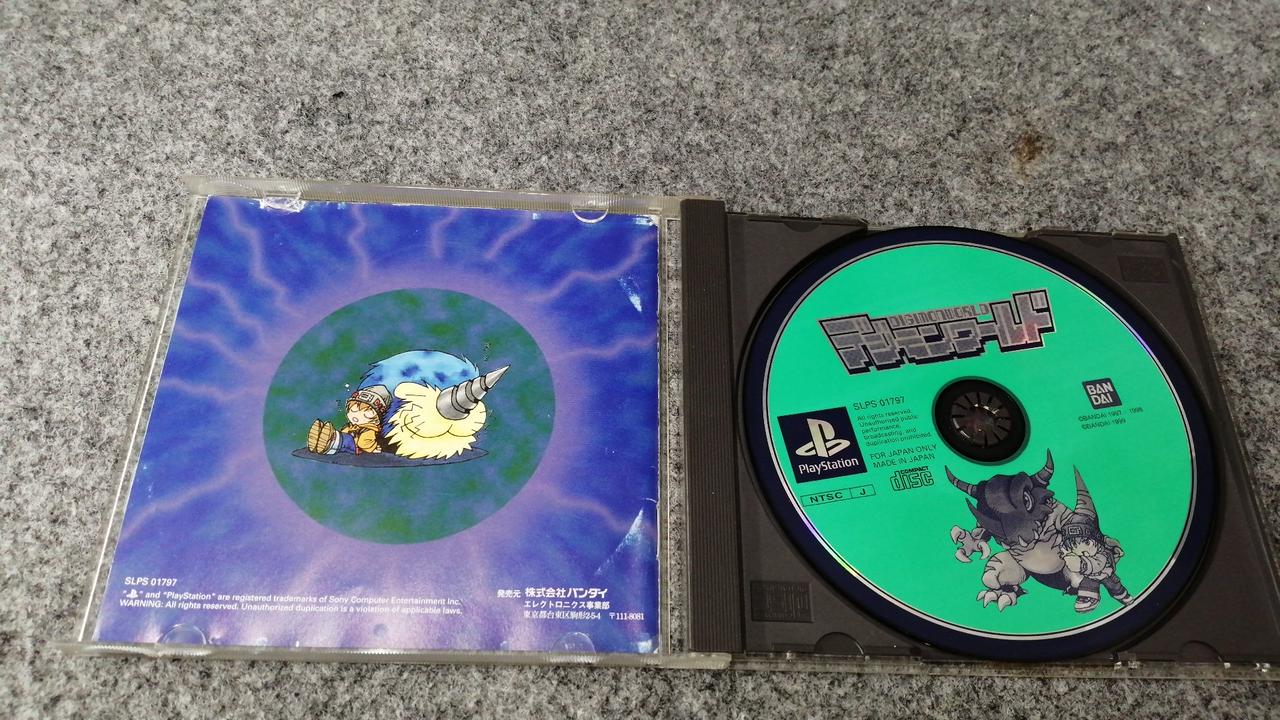 SLPS 01797
"PS" and "PlayStation" are registered trademarks of Sony Computer Entertainment Inc.
WARNING: All rights reserved. Unauthorized duplication is a violation of applicable laws.
発売元 株式会社バンダイ
エレクトロニクス事業部
東京都台東区駒形2-5-4 〒111-8081
DIGIMON WORLD
デジモンワールド
SLPS 01797
All rights reserved.
Unauthorized public
performance,
broadcasting, and
duplication prohibited.
FOR JAPAN ONLY
MADE IN JAPAN
PlayStation
NTSC J
COMPACT
disc
BAN
DAI
©BANDAI 1997 1998
©BANDAI 1999